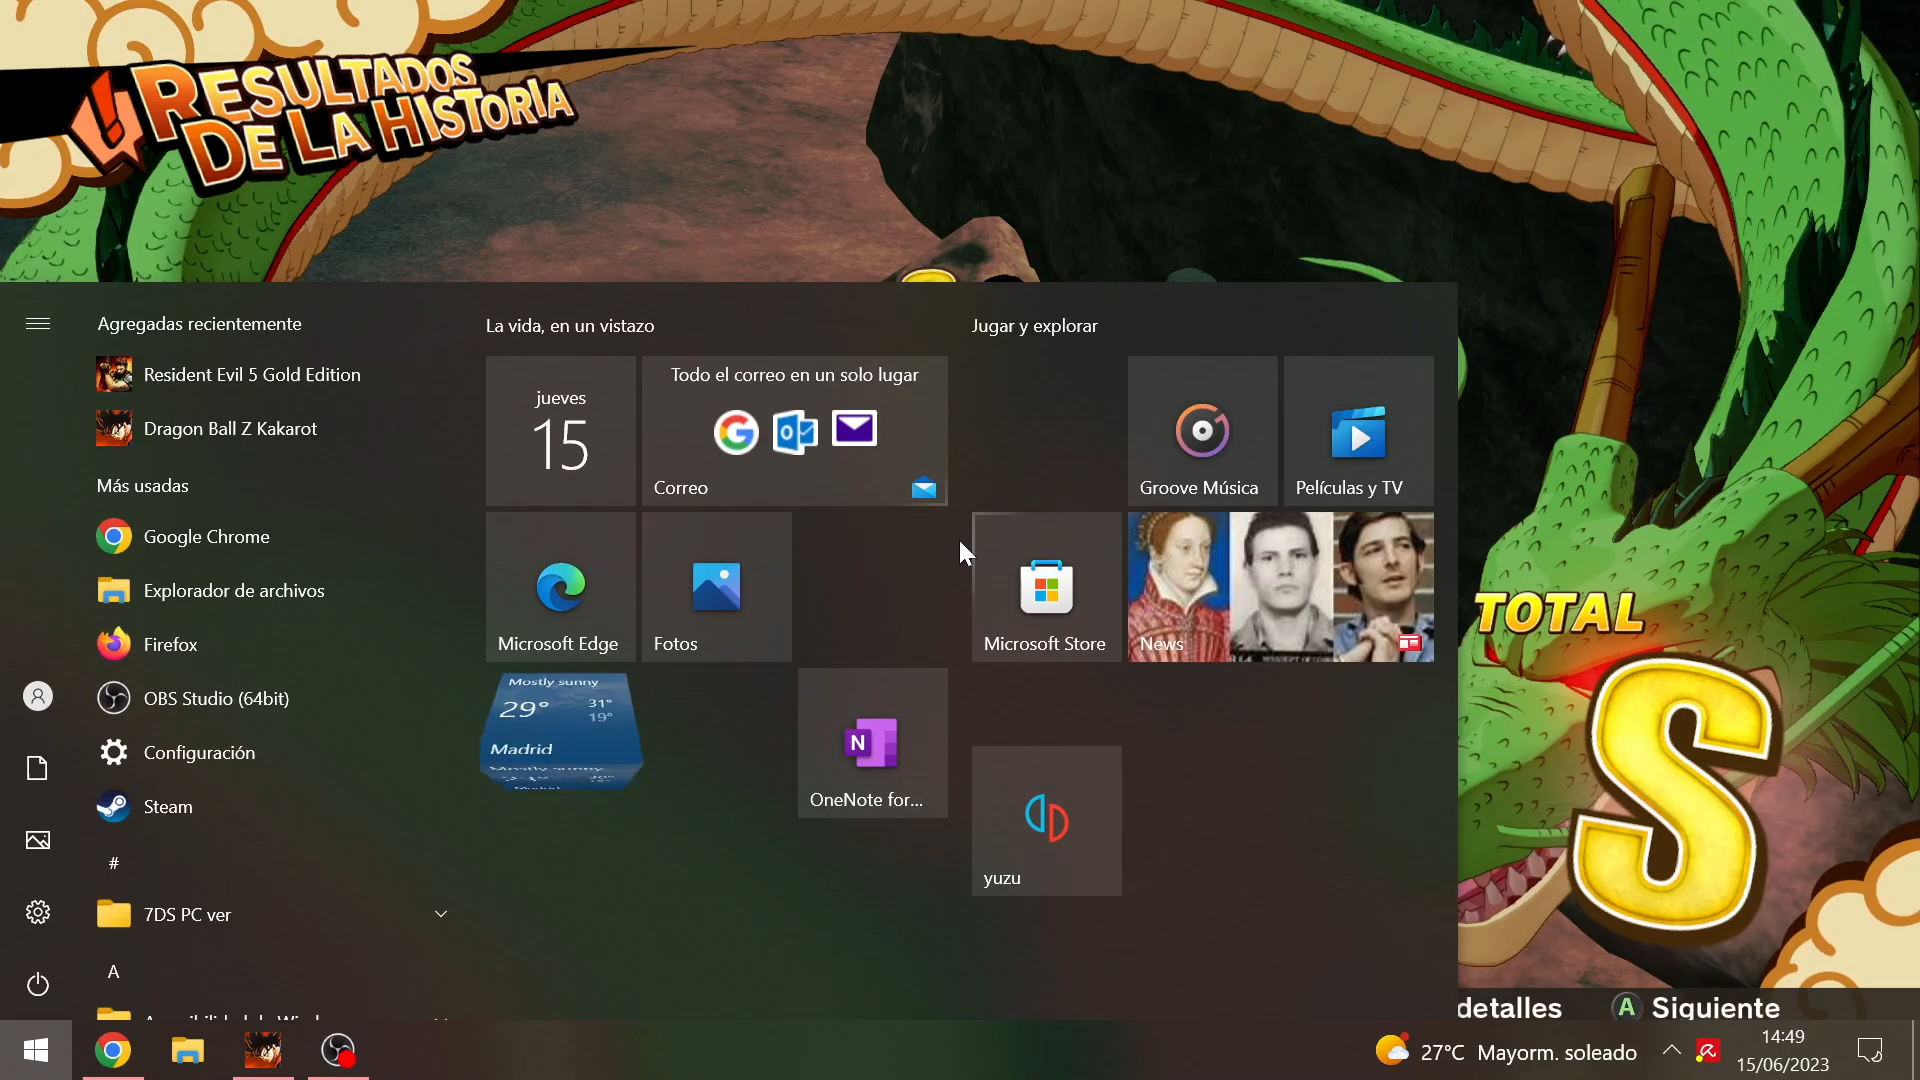 RESULTADOS
DE LA HISTORIA
Agregadas recientemente
Resident Evil 5 Gold Edition
Dragon Ball Z Kakarot
Más usadas
Google Chrome
Explorador de archivos
Firefox
OBS Studio (64bit)
Configuración
Steam
#
7DS PC ver
A
La vida, en un vistazo
jueves
15
Todo el correo en un solo lugar
Correo
Microsoft Edge
Fotos
Mostly sunny
29° 31°
19°
Madrid
OneNote for...
Jugar y explorar
Groove Música
Películas y TV
Microsoft Store
News
yuzu
TOTAL
S
detalles
A Siguiente
27°C Mayorm. soleado
14:49
15/06/2023